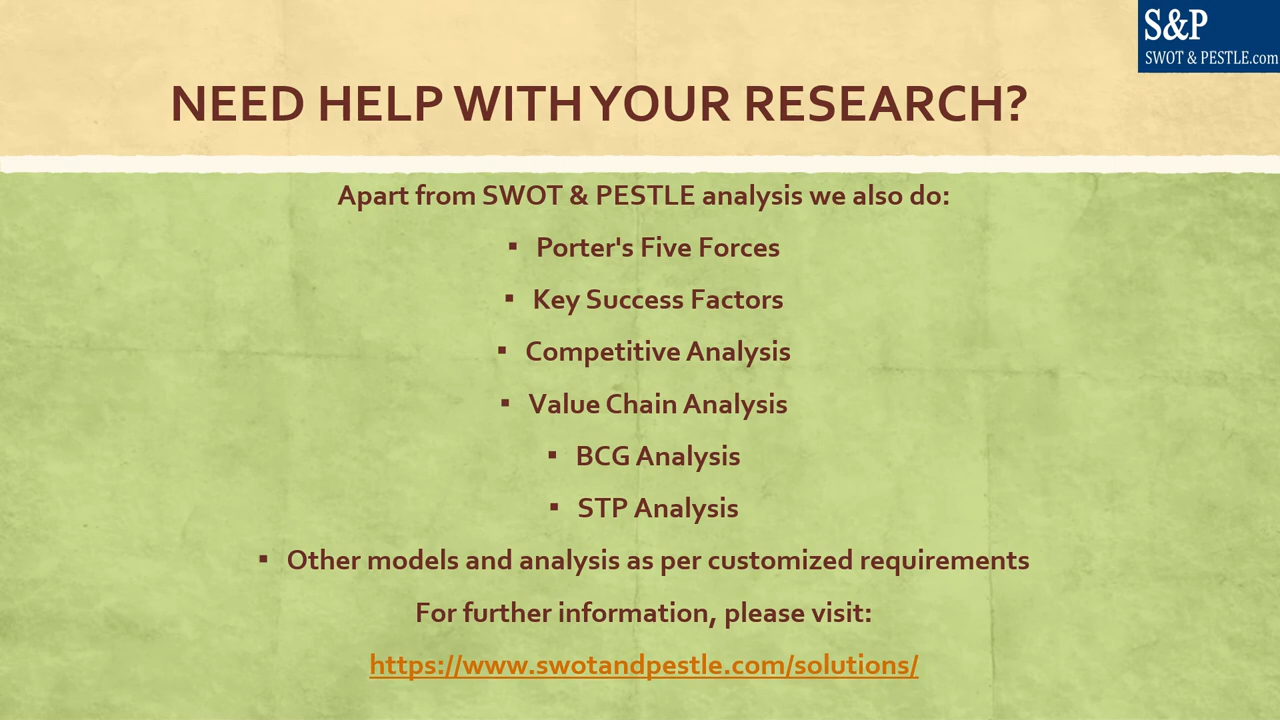 S&P
SWOT & PESTLE.com
NEED HELP WITH YOUR RESEARCH?
Apart from SWOT & PESTLE analysis we also do:
▪ Porter's Five Forces
▪ Key Success Factors
▪ Competitive Analysis
▪ Value Chain Analysis
▪ BCG Analysis
▪ STP Analysis
▪ Other models and analysis as per customized requirements
For further information, please visit:
https://www.swotandpestle.com/solutions/